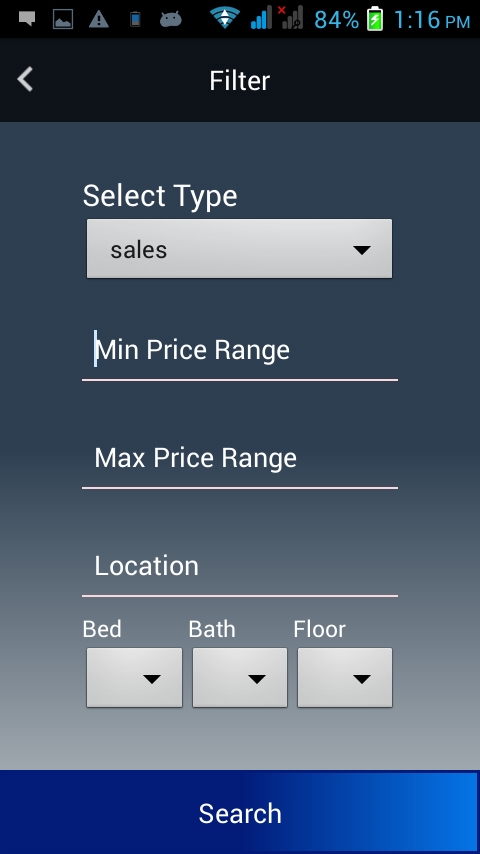 84% 1:16 PM
Filter
Select Type
sales
Min Price Range
Max Price Range
Location
Bed Bath Floor
Search